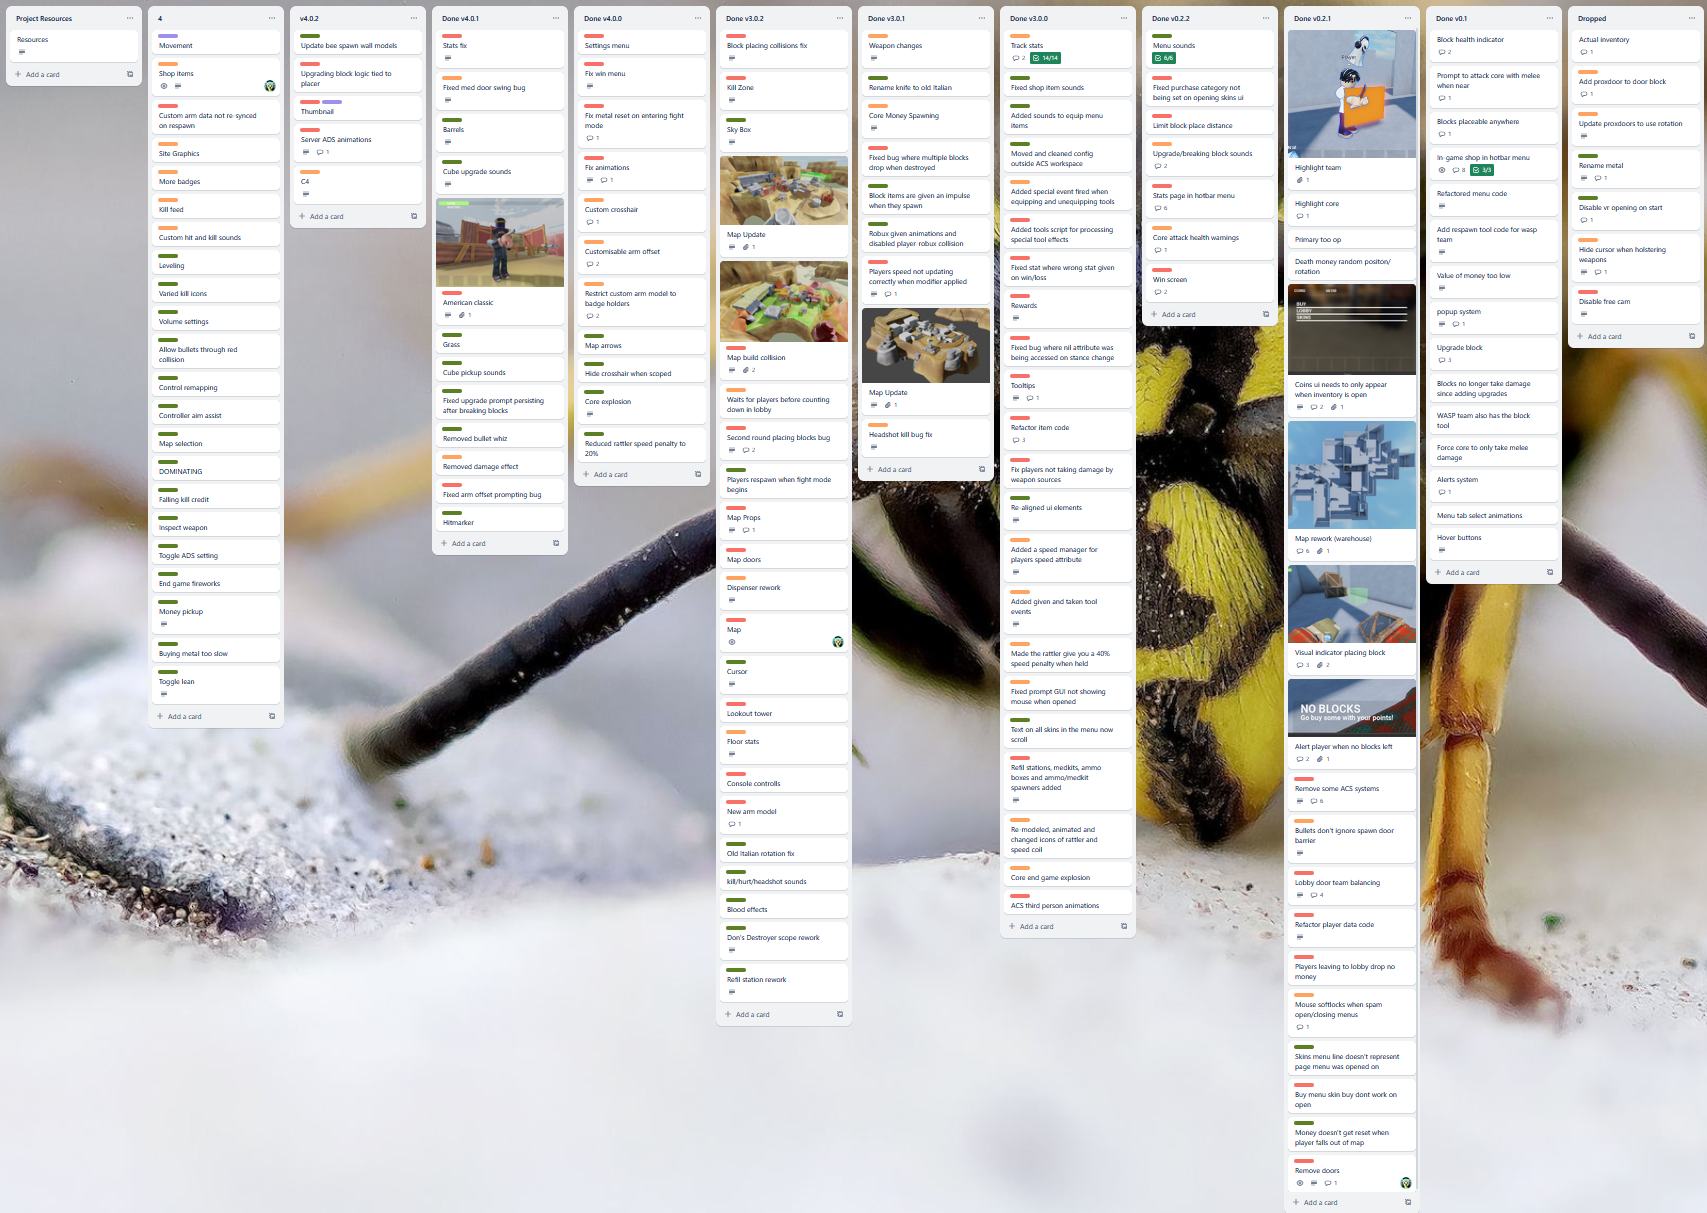 Project Resources
Resources
Add a card
4
Movement
Shop items
Custom arm data not re-synced
on respawn
Site Graphics
More badges
Kill feed
Custom hit and kill sounds
Leveling
Varied kill icons
Volume settings
Allow bullets through red
collision
Control remapping
Controller aim assist
Map selection
DOMINATING
Falling kill credit
Inspect weapon
Toggle ADS setting
End game fireworks
Money pickup
Buying metal too slow
Toggle lean
Add a card
v4.0.2
Update bee spawn wall models
Upgrading block logic tied to
placer
Thumbnail
Server ADS animations
1
C4
Add a card
Done v4.0.1
Stats fix
Fixed med door swing bug
Barrels
Cube upgrade sounds
American classic
1
Grass
Cube pickup sounds
Fixed upgrade prompt persisting
after breaking blocks
Removed bullet whiz
Removed damage effect
Fixed arm offset prompting bug
Hitmarker
Add a card
Done v4.0.0
Settings menu
Fix win menu
Fix metal reset on entering fight
mode
1
Fix animations
1
Custom crosshair
1
Customisable arm offset
2
Restrict custom arm model to
badge holders
2
Map arrows
Hide crosshair when scoped
Core explosion
Reduced rattler speed penalty to
20%
Add a card
Done v3.0.2
Block placing collisions fix
Kill Zone
Sky Box
Map Update
1
Map build collision
2
Waits for players before counting
down in lobby
Second round placing blocks bug
2
Players respawn when fight mode
begins
Map Props
1
Map doors
Dispenser rework
Map
Cursor
Lookout tower
Floor stats
Console controlls
New arm model
1
Old Italian rotation fix
kill/hurt/headshot sounds
Blood effects
Don's Destroyer scope rework
Refill station rework
Add a card
Done v3.0.1
Weapon changes
Rename knife to old Italian
Core Money Spawning
Fixed bug where multiple blocks
drop when destroyed
Block items are given an impulse
when they spawn
Robux given animations and
disabled player robux collision
Players speed not updating
correctly when modifier applied
1
Map Update
1
Headshot kill bug fix
Add a card
Done v3.0.0
Track stats
2 14/14
Fixed shop item sounds
Added sounds to equip menu
items
Moved and cleaned config
outside ACS workspace
Added special event fired when
equipping and unequipping tools
Added tools script for processing
special tool effects
Fixed stat where wrong stat given
on win/loss
Rewards
Fixed bug where nil attribute was
being accessed on stance change
Tooltips
1
Refactor item code
3
Fix players not taking damage by
weapon sources
Re-aligned ui elements
Added a speed manager for
players speed attribute
Added given and taken tool
events
Made the rattler give you a 40%
speed penalty when held
Fixed prompt GUI not showing
mouse when opened
Text on all skins in the menu now
scroll
Refill stations, medkits, ammo
boxes and ammo/medkit
spawners added
Re-modeled, animated and
changed icons of rattler and
speed coil
Core end game explosion
ACS third person animations
Add a card
Done v0.2.2
Menu sounds
6/6
Fixed purchase category not
being set on opening skins ui
Limit block place distance
Upgrade/breaking block sounds
2
Stats page in hotbar menu
6
Core attack health warnings
1
Win screen
2
Add a card
Done v0.2.1
Player
Highlight team
1
Highlight core
1
Primary too op
Death money random positon/
rotation
BUY
LOBBY
SKINS
Coins ui needs to only appear
when inventory is open
2 1
Map rework (warehouse)
6 1
Visual indicator placing block
3 2
NO BLOCKS
Go buy some with your points!
Alert player when no blocks left
2 1
Remove some ACS systems
6
Bullets don't ignore spawn door
barrier
Lobby door team balancing
4
Refactor player data code
Players leaving to lobby drop no
money
Mouse softlocks when spam
open/closing menus
1
Skins menu line doesn't represent
page menu was opened on
Buy menu skin buy dont work on
open
Money doesn't get reset when
player falls out of map
Remove doors
1
Add a card
Done v0.1
Block health indicator
2
Prompt to attack core with melee
when near
1
Blocks placeable anywhere
1
In-game shop in hotbar menu
8 3/3
Refactored menu code
Add respawn tool code for wasp
team
Value of money too low
popup system
1
Upgrade block
3
Blocks no longer take damage
since adding upgrades
WASP team also has the block
tool
Force core to only take melee
damage
Alerts system
1
Menu tab select animations
Hover buttons
Add a card
Dropped
Actual inventory
1
Add proxdoor to door block
1
Update proxdoors to use rotation
Rename metal
1
Disable vr opening on start
1
Hide cursor when holstering
weapons
1
Disable free cam
Add a card